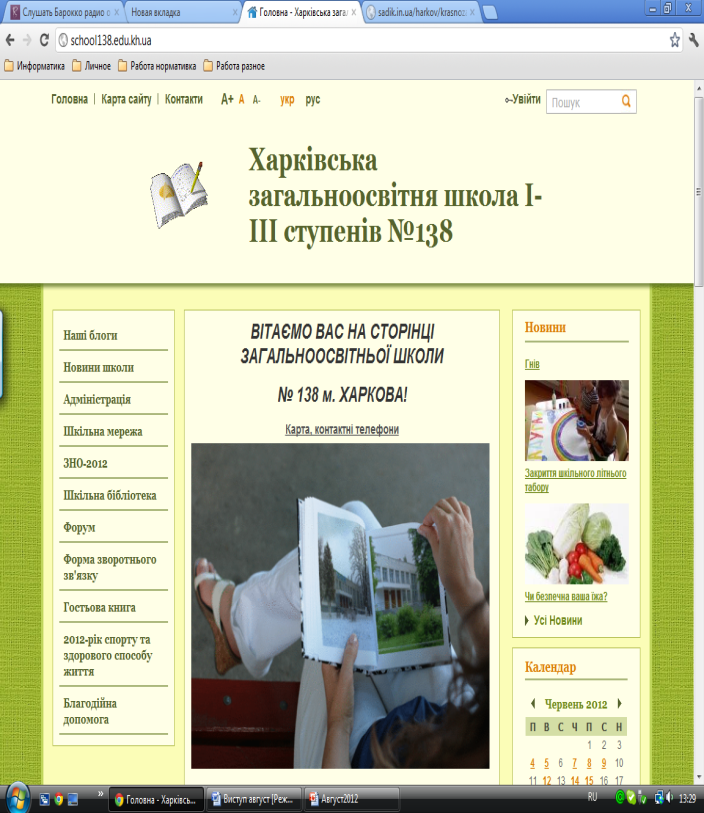 Слушать Барокко радио о
Новая вкладка
Головна - Харківська загал
sadik.in.ua/harkov/krasnoz
school138.edu.kh.ua
Информатика Личное Работа нормативка Работа разное
Головна | Карта сайту | Контакти А+ А А- укр рус
Увійти Пошук
Харківська
загальноосвітня школа І-
ІІІ ступенів №138
Наші блоги
Новини школи
Адміністрація
Шкільна мережа
ЗНО-2012
Шкільна бібліотека
Форум
Форма зворотнього
зв'язку
Гостьова книга
2012-рік спорту та
здорового способу
життя
Благодійна
допомога
ВІТАЄМО ВАС НА СТОРІНЦІ
ЗАГАЛЬНООСВІТНЬОЇ ШКОЛИ
№ 138 м. ХАРКОВА!
Карта, контактні телефони
Новини
Гнів
Закриття шкільного літнього
табору
Чи безпечна ваша їжа?
Усі Новини
Календар
Червень 2012
П В С Ч П С Н
1 2 3
4 5 6 7 8 9 10
11 12 13 14 15 16 17
» Головна - Харківсь... Виступ август [Реж... Август2012 RU 13:29